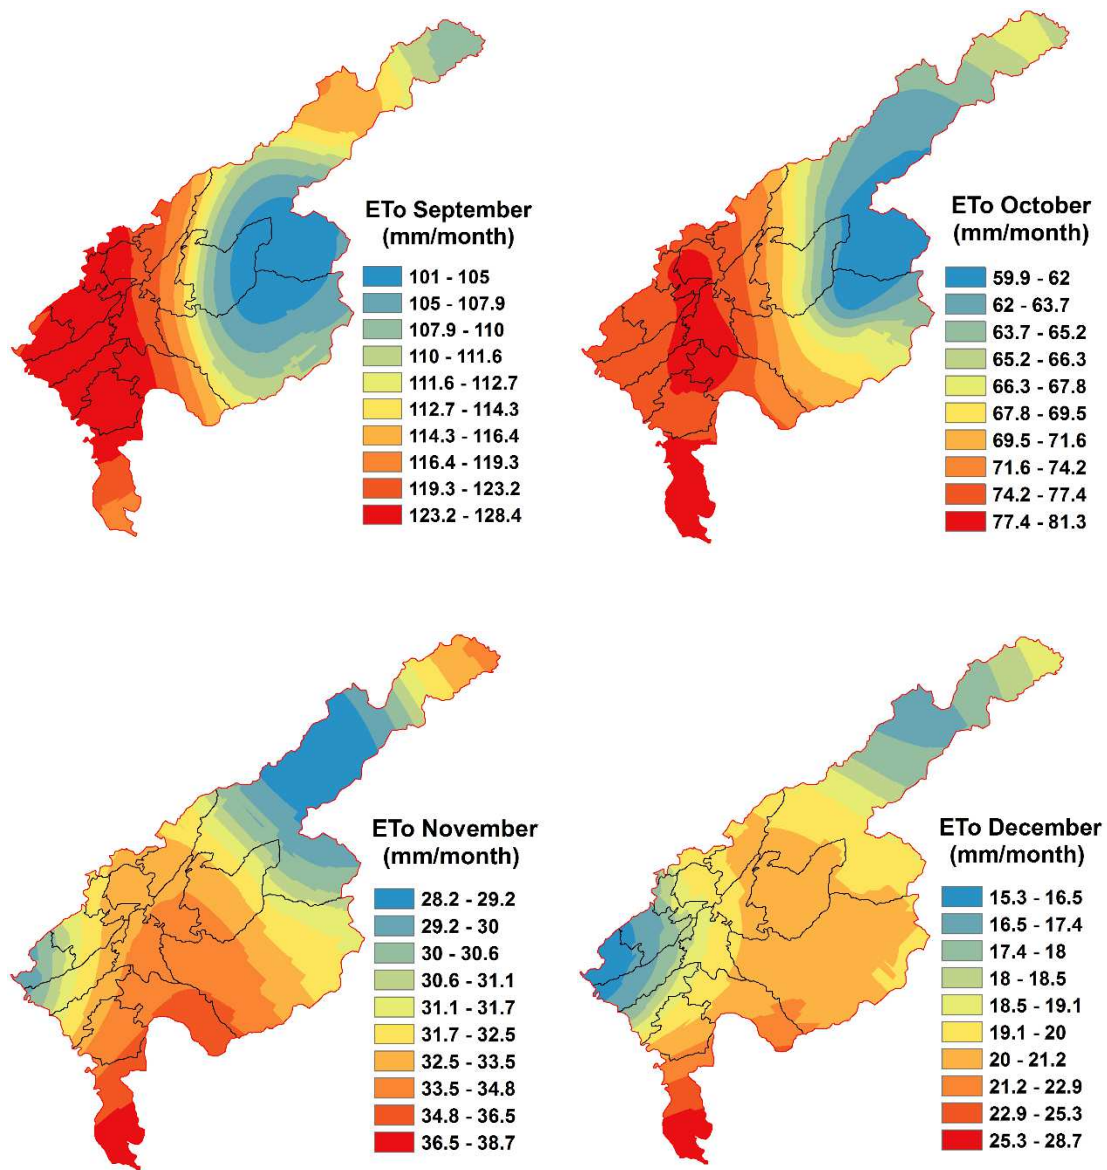 ETo September
(mm/month)
101 - 105
105 - 107.9
107.9 - 110
110 - 111.6
111.6 - 112.7
112.7 - 114.3
114.3 - 116.4
116.4 - 119.3
119.3 - 123.2
123.2 - 128.4
ETo October
(mm/month)
59.9 - 62
62 - 63.7
63.7 - 65.2
65.2 - 66.3
66.3 - 67.8
67.8 - 69.5
69.5 - 71.6
71.6 - 74.2
74.2 - 77.4
77.4 - 81.3
ETo November
(mm/month)
28.2 - 29.2
29.2 - 30
30 - 30.6
30.6 - 31.1
31.1 - 31.7
31.7 - 32.5
32.5 - 33.5
33.5 - 34.8
34.8 - 36.5
36.5 - 38.7
ETo December
(mm/month)
15.3 - 16.5
16.5 - 17.4
17.4 - 18
18 - 18.5
18.5 - 19.1
19.1 - 20
20 - 21.2
21.2 - 22.9
22.9 - 25.3
25.3 - 28.7